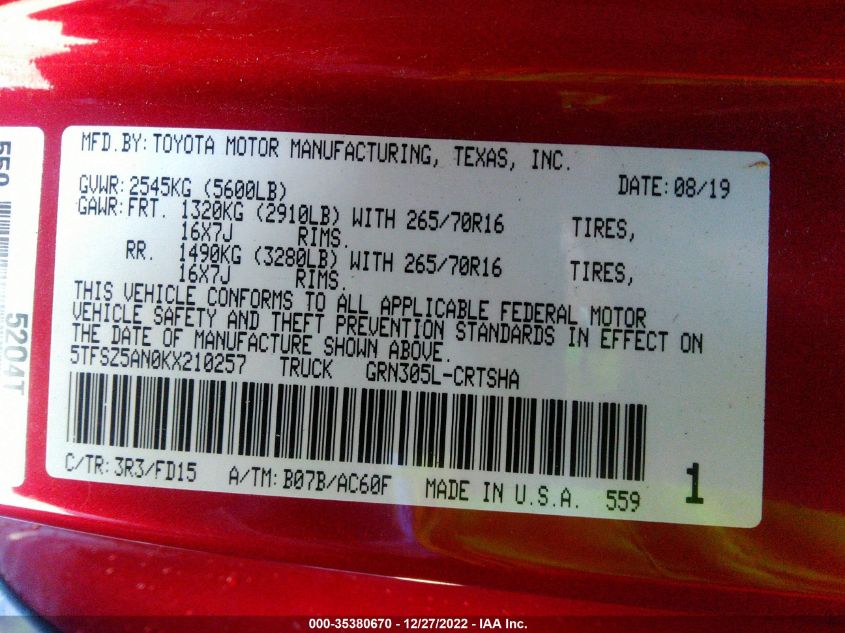 MFD.BY: TOYOTA MOTOR MANUFACTURING, TEXAS, INC.
GVWR: 2545KG (5600LB) DATE: 08/19
GAWR: FRT. 1320KG (2910LB) WITH 265/70R16 TIRES,
16X7J RIMS.
RR. 1490KG (3280LB) WITH 265/70R16 TIRES,
16X7J RIMS.
THIS VEHICLE CONFORMS TO ALL APPLICABLE FEDERAL MOTOR
VEHICLE SAFETY AND THEFT PREVENTION STANDARDS IN EFFECT ON
THE DATE OF MANUFACTURE SHOWN ABOVE.
5TFSZ5AN0KX210257 TRUCK GRN305L-CRTSHA
C/TR: 3R3/FD15 A/TM: B07B/AC60F MADE IN U.S.A. 559 1
559
5204T
000-35380670 - 12/27/2022 - IAA Inc.